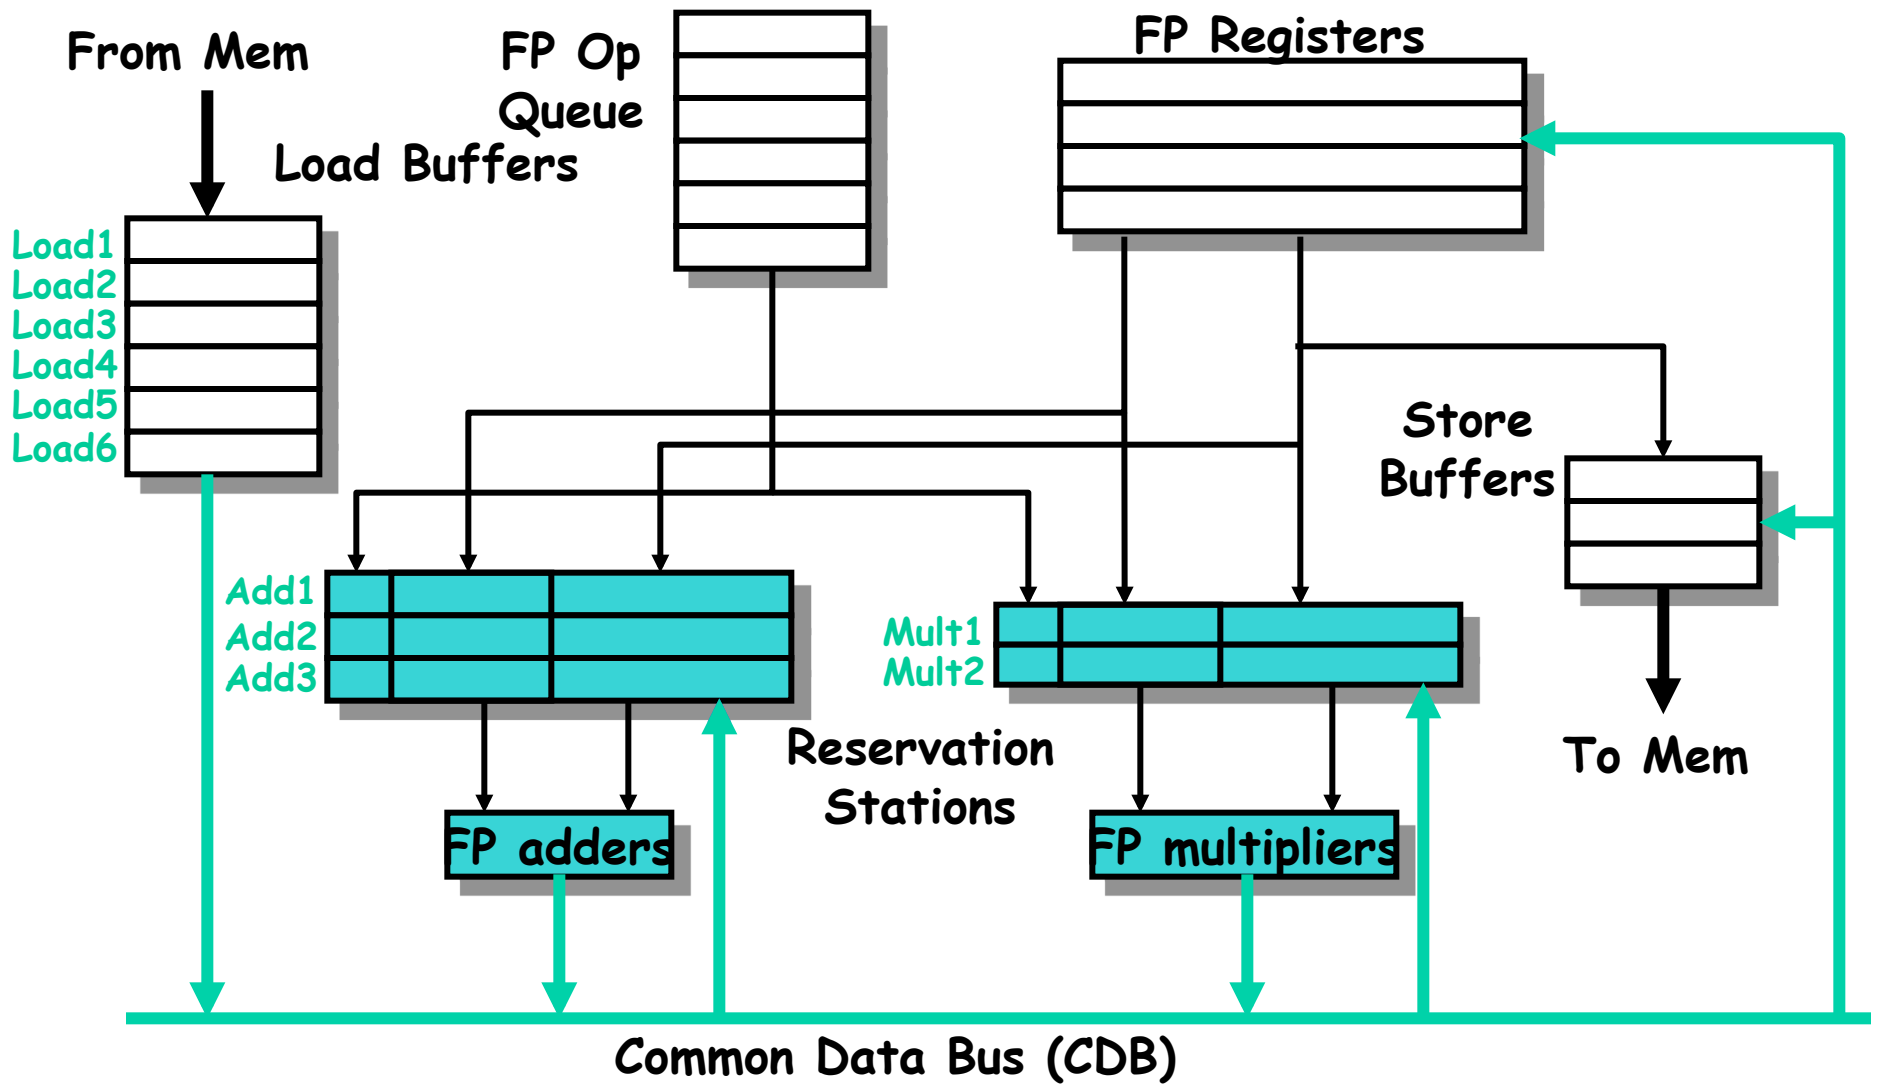 From Mem
FP Op
Queue
FP Registers
Load Buffers
Load1
Load2
Load3
Load4
Load5
Load6
Store
Buffers
Add1
Add2
Add3
Mult1
Mult2
Reservation
Stations
To Mem
FP adders
FP multipliers
Common Data Bus (CDB)